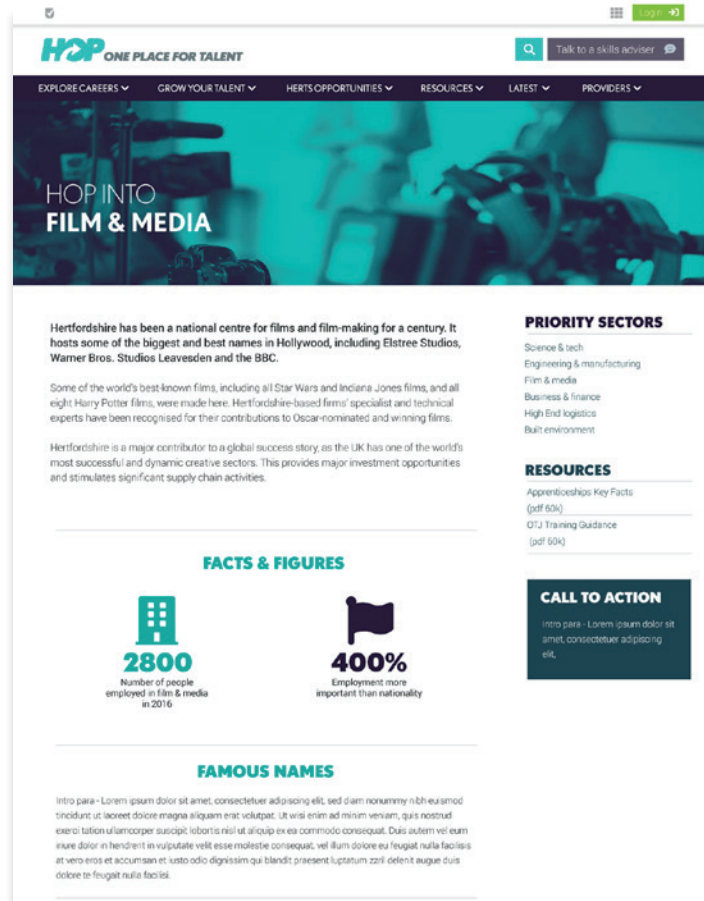 Login
HOP ONE PLACE FOR TALENT
Talk to a skills adviser
EXPLORE CAREERS GROW YOUR TALENT HERTS OPPORTUNITIES RESOURCES LATEST PROVIDERS
HOP INTO
FILM & MEDIA
Hertfordshire has been a national centre for films and film-making for a century. It
hosts some of the biggest and best names in Hollywood, including Elstree Studios,
Warner Bros. Studios Leavesden and the BBC.
Some of the world's best-known films, including all Star Wars and Indiana Jones films, and all
eight Harry Potter films, were made here. Hertfordshire-based firms' specialist and technical
experts have been recognised for their contributions to Oscar-nominated and winning films.
Hertfordshire is a major contributor to a global success story, as the UK has one of the world's
most successful and dynamic creative sectors. This provides major investment opportunities
and stimulates significant supply chain activities.
PRIORITY SECTORS
Science & tech
Engineering & manufacturing
Film & media
Business & finance
High End logistics
Built environment
RESOURCES
Apprenticeships Key Facts
(pdf 60k)
OTJ Training Guidance
(pdf 60k)
CALL TO ACTION
Intro para - Lorem ipsum dolor sit
amet, consectetuer adipiscing
elit,
FACTS & FIGURES
2800
Number of people
employed in film & media
in 2016
400%
Employment more
important than nationality
FAMOUS NAMES
Intro para - Lorem ipsum dolor sit amet, consectetuer adipiscing elit, sed diam nonummy nibh euismod
tincidunt ut laoreet dolore magna aliquam erat volutpat. Ut wisi enim ad minim veniam, quis nostrud
exerci tation ullamcorper suscipit lobortis nisl ut aliquip ex ea commodo consequat. Duis autem vel eum
iriure dolor in hendrerit in vulputate velit esse molestie consequat, vel illum dolore eu feugiat nulla facilisis
at vero eros et accumsan et iusto odio dignissim qui blandit praesent luptatum zzril delenit augue duis
dolore te feugait nulla facilisi.